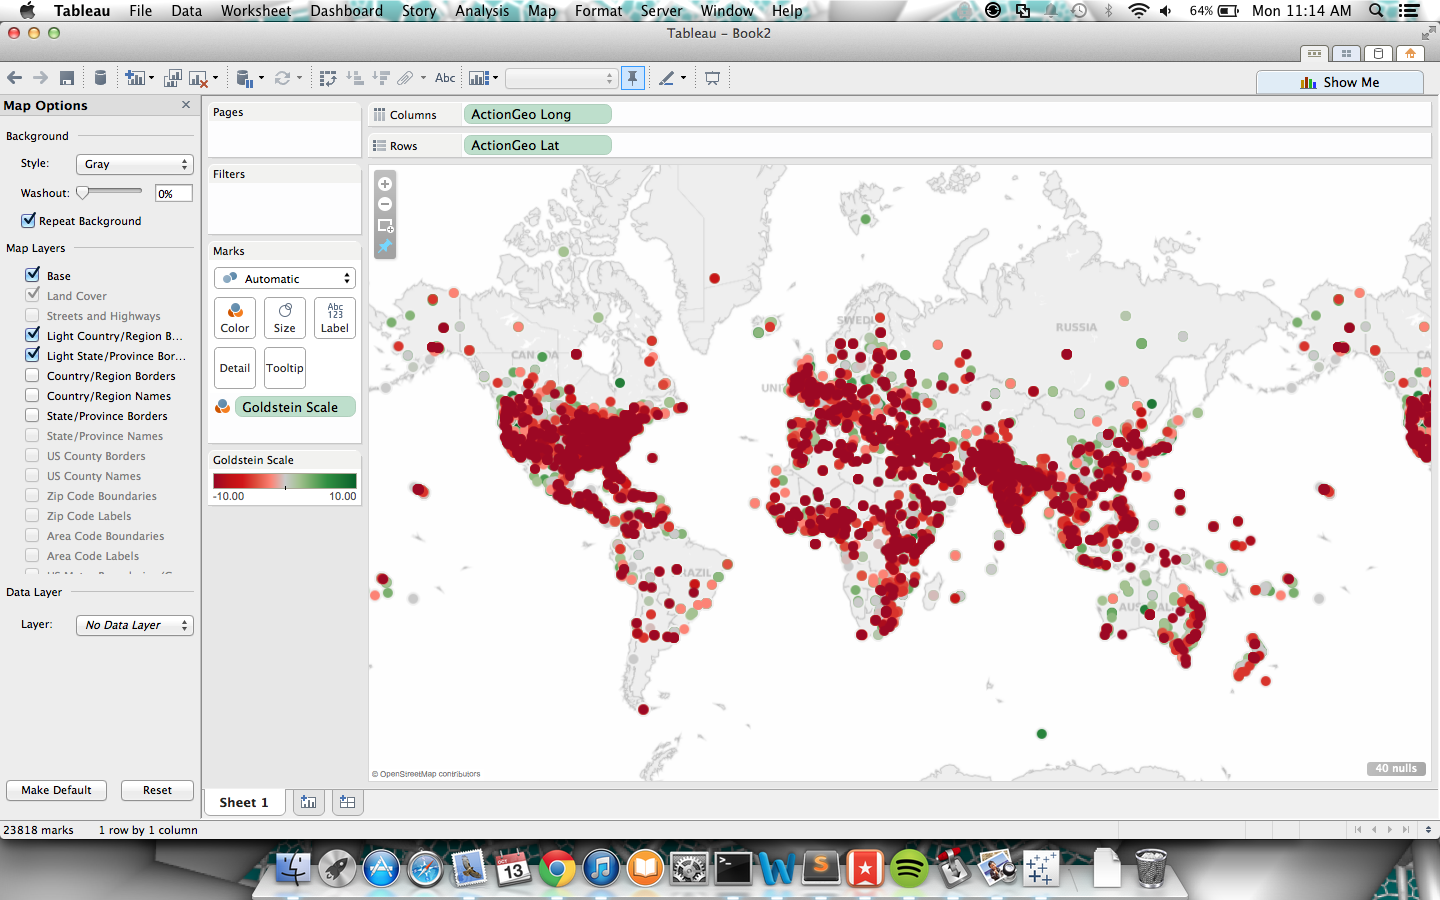 Tableau File Data Worksheet Dashboard Story Analysis Map Format Server Window Help 64% Mon 11:14 AM
Tableau - Book2
Abc
Show Me
Map Options
Background
Style: Gray
Washout: 0%
Repeat Background
Map Layers
Base
Land Cover
Streets and Highways
Light Country/Region B...
Light State/Province Bor...
Country/Region Borders
Country/Region Names
State/Province Borders
State/Province Names
US County Borders
US County Names
Zip Code Boundaries
Zip Code Labels
Area Code Boundaries
Area Code Labels
Data Layer
Layer: No Data Layer
Make Default Reset
Pages
Filters
Marks
Automatic
Color Size Abc 123 Label
Detail Tooltip
Goldstein Scale
Goldstein Scale
-10.00 10.00
Columns ActionGeo Long
Rows ActionGeo Lat
RUSSIA
© OpenStreetMap contributors
40 nulls
Sheet 1
23818 marks 1 row by 1 column
OCT
13